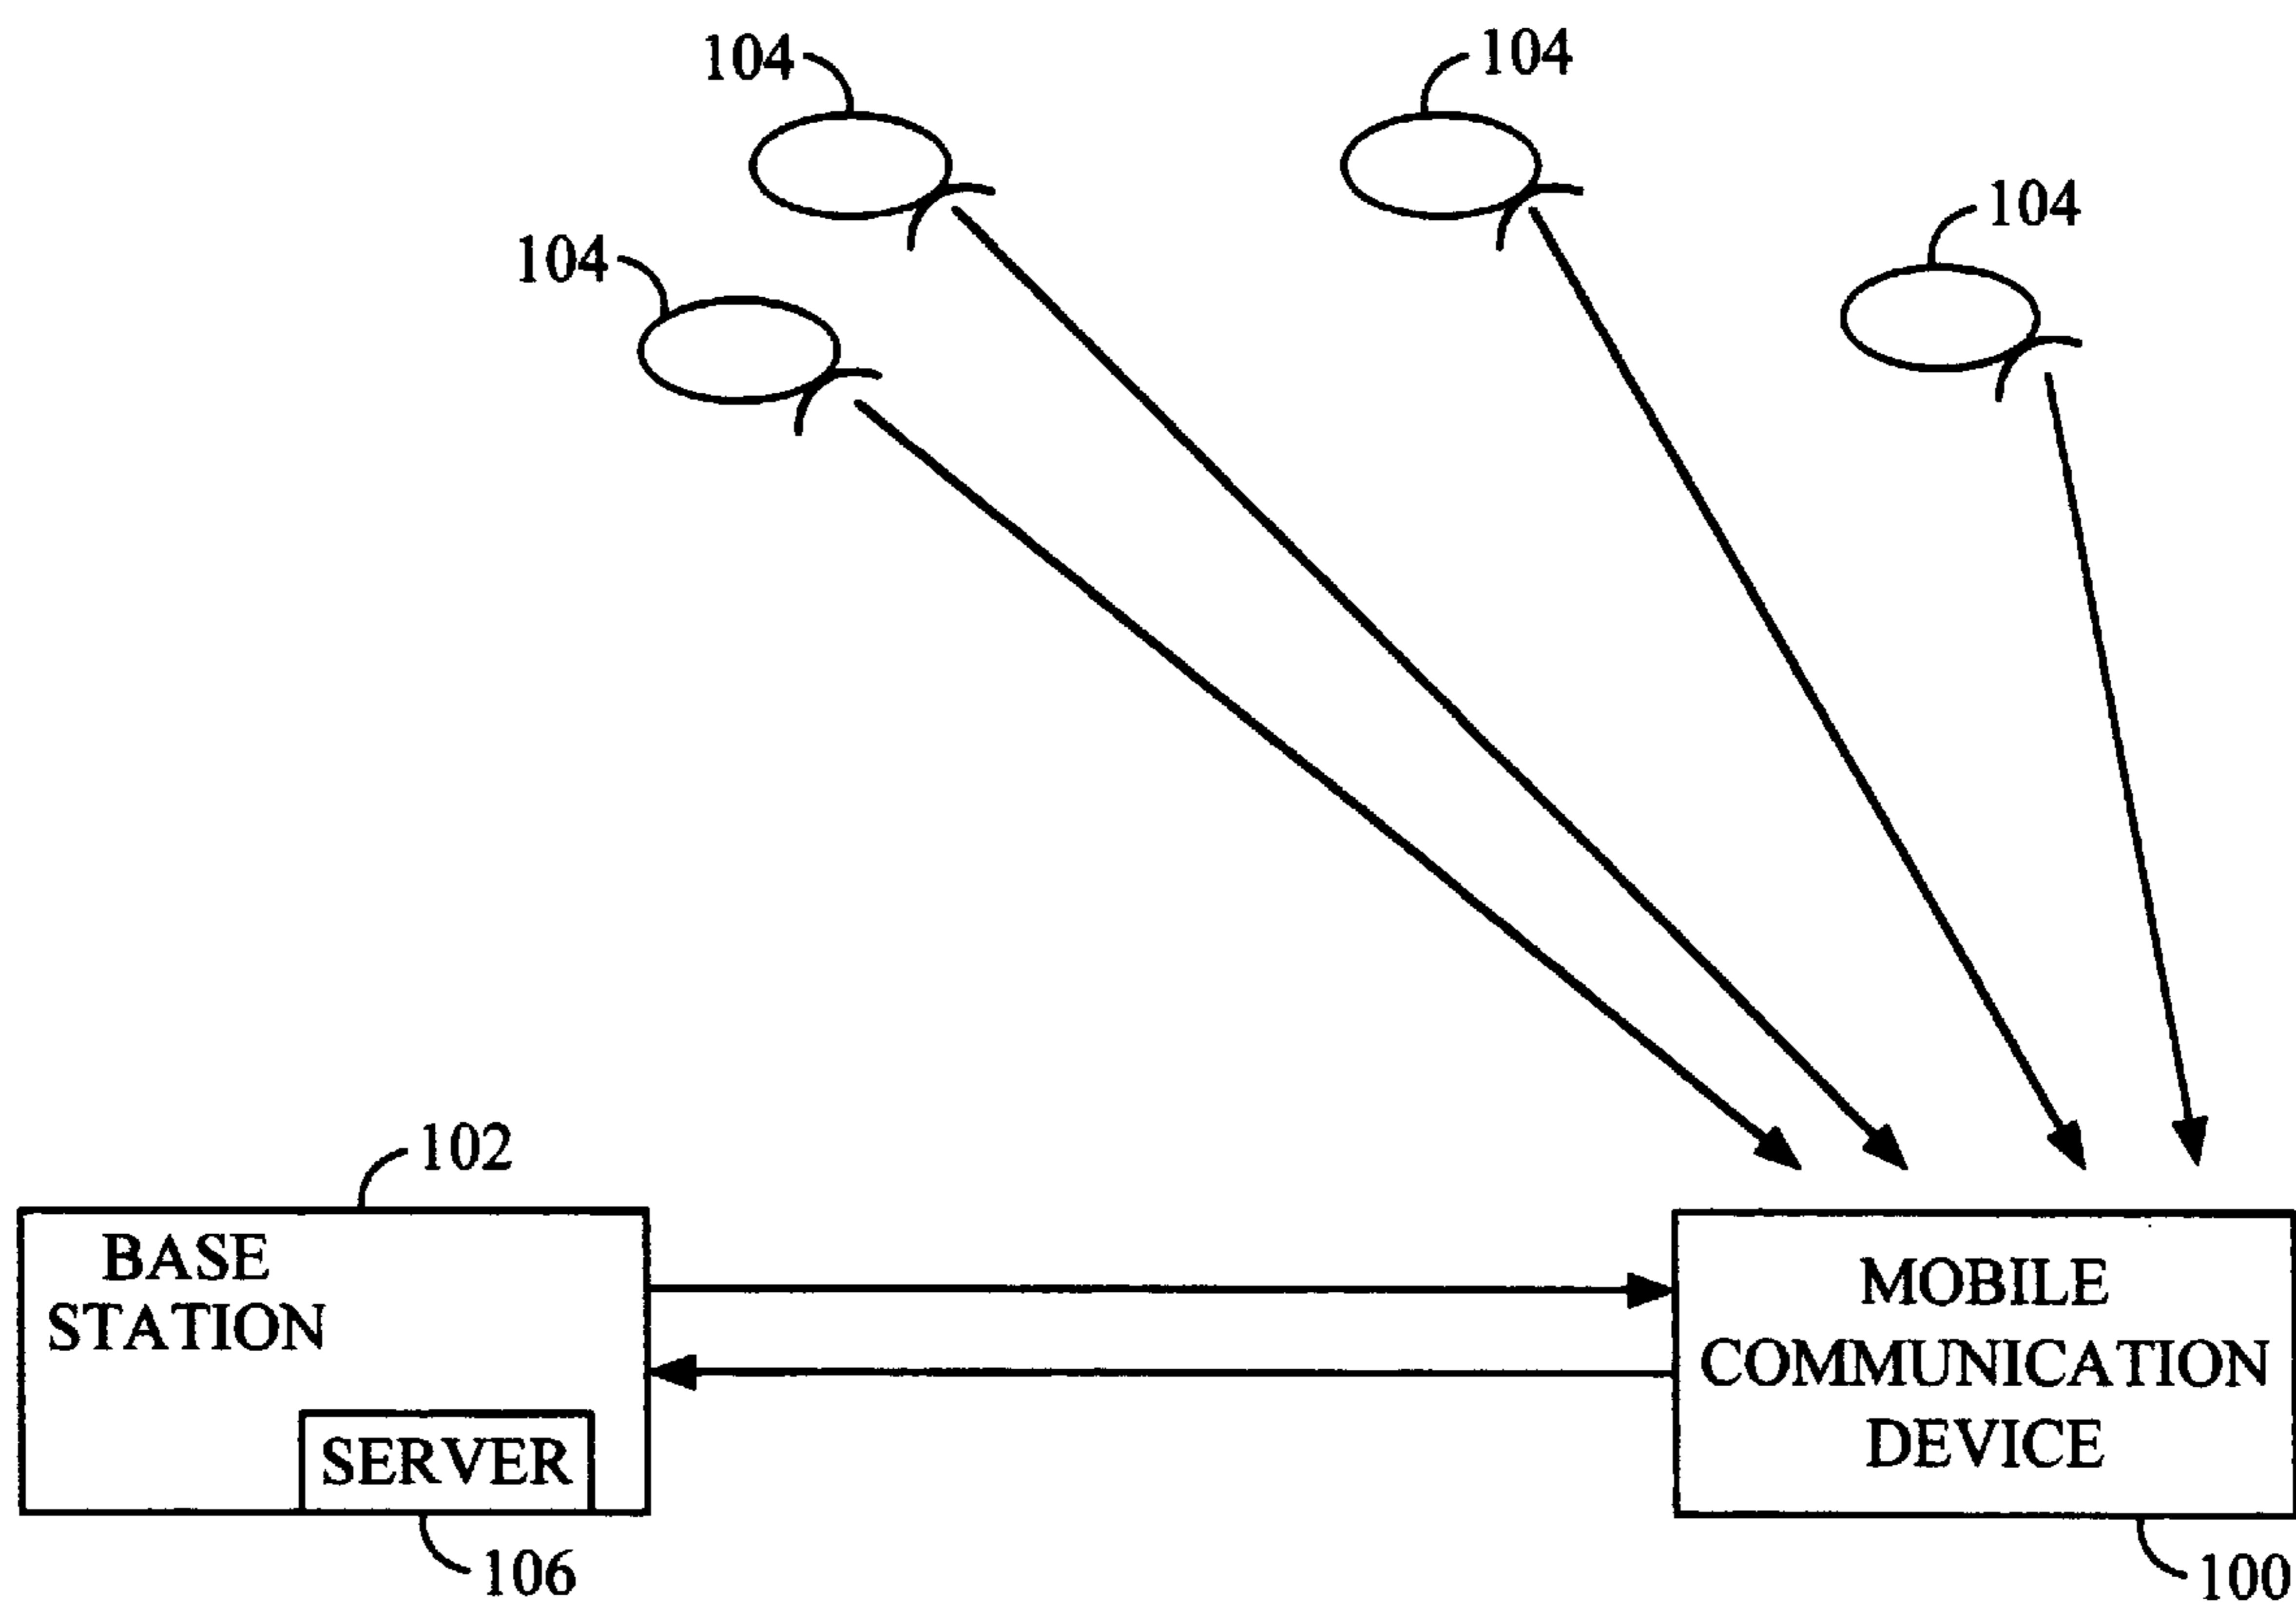 104
104
104
104
102
BASE
STATION
SERVER
106
MOBILE
COMMUNICATION
DEVICE
100